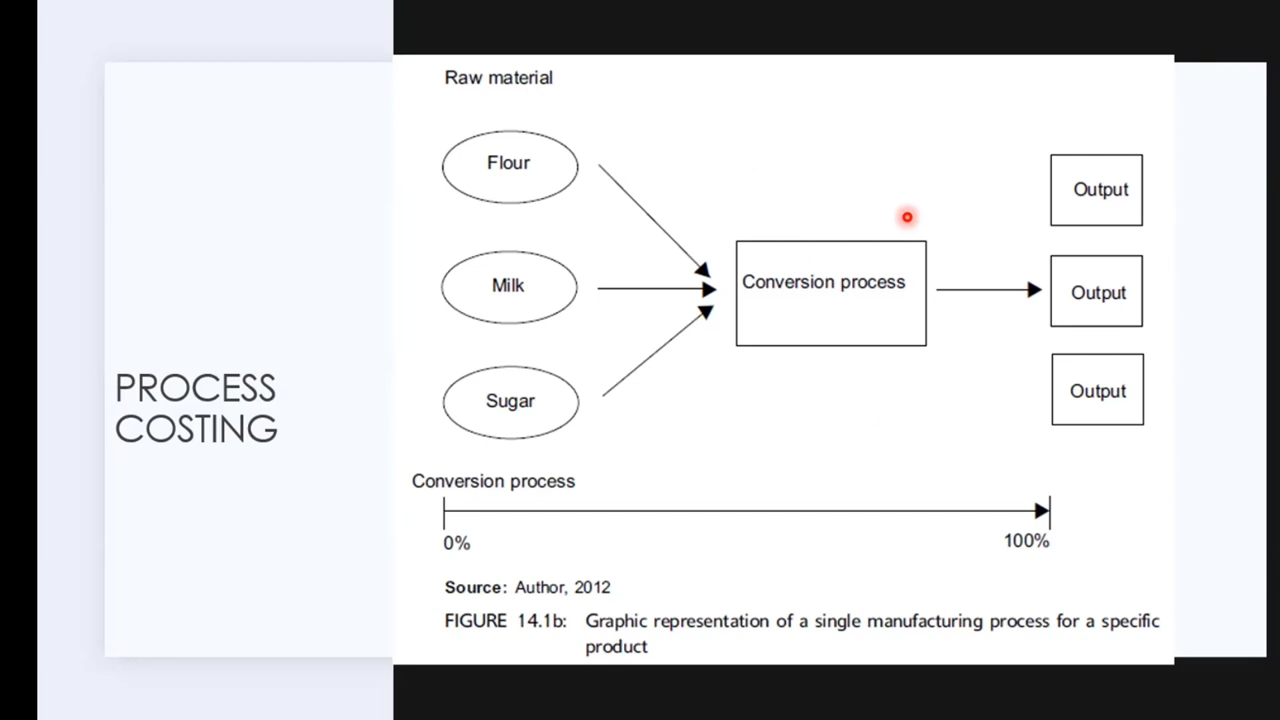 PROCESS
COSTING
Raw material
Flour
Milk
Sugar
Conversion process
Output
Output
Output
Conversion process
0%
100%
Source: Author, 2012
FIGURE 14.1b: Graphic representation of a single manufacturing process for a specific
product